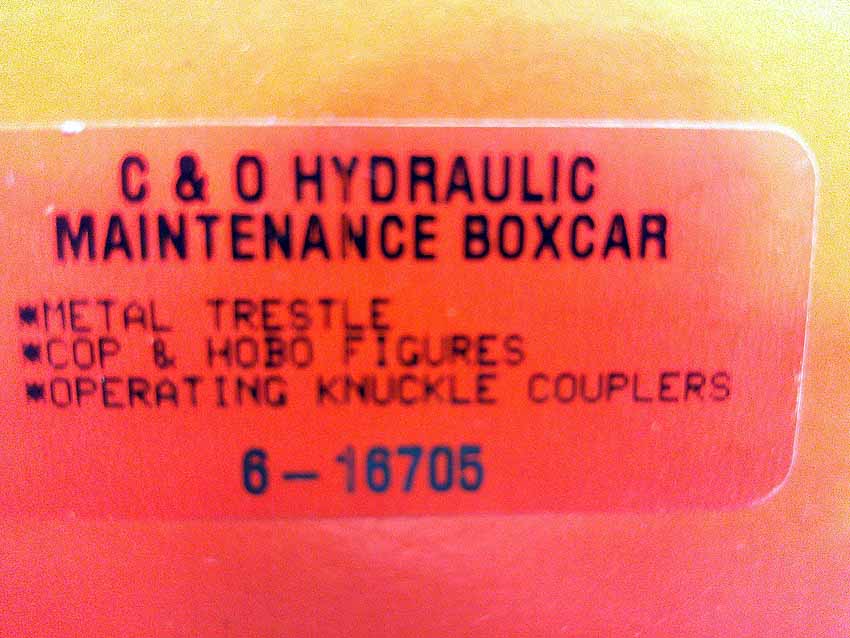 C & O HYDRAULIC
MAINTENANCE BOXCAR
*METAL TRESTLE
*COP & HOBO FIGURES
*OPERATING KNUCKLE COUPLERS
6-16705